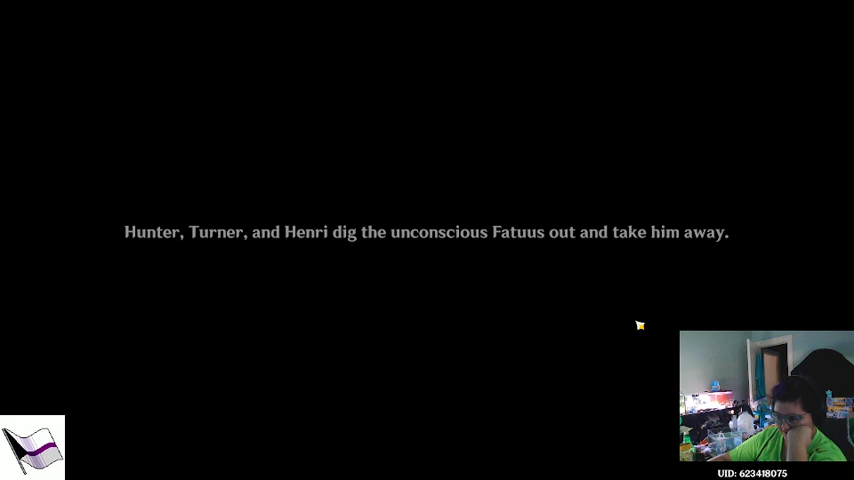 Hunter, Turner, and Henri dig the unconscious Fatuus out and take him away.
UID: 623418075